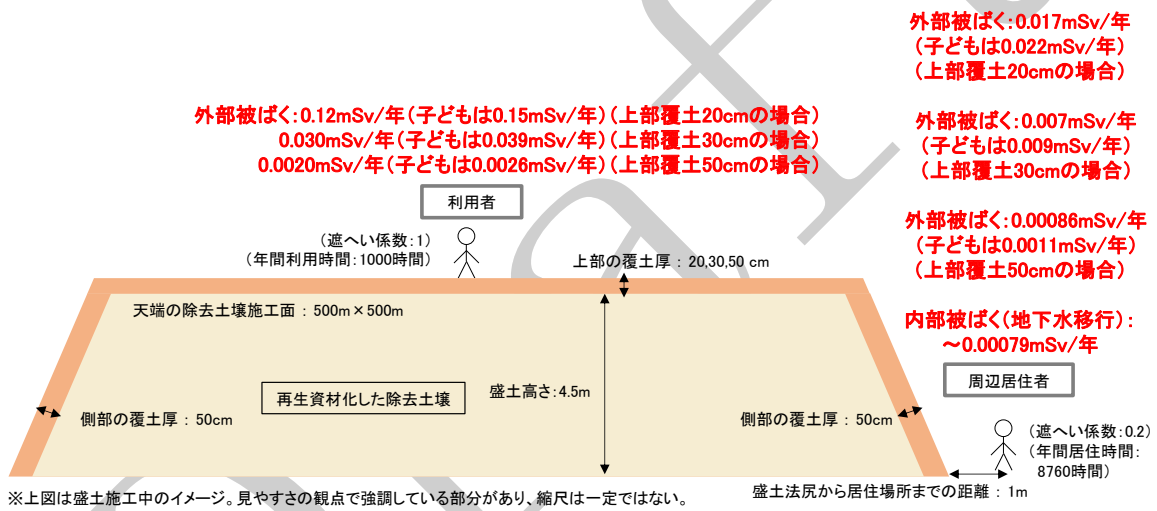 外部被ばく:0.017mSv/年
(子どもは0.022mSv/年)
(上部覆土20cmの場合)
外部被ばく:0.12mSv/年(子どもは0.15mSv/年)(上部覆土20cmの場合)
0.030mSv/年(子どもは0.039mSv/年)(上部覆土30cmの場合)
0.0020mSv/年(子どもは0.0026mSv/年)(上部覆土50cmの場合)
外部被ばく:0.007mSv/年
(子どもは0.009mSv/年)
(上部覆土30cmの場合)
利用者
外部被ばく:0.00086mSv/年
(子どもは0.0011mSv/年)
(上部覆土50cmの場合)
(遮へい係数:1)
(年間利用時間:1000時間)
上部の覆土厚:20,30,50 cm
天端の除去土壌施工面:500m×500m
内部被ばく(地下水移行):
~0.00079mSv/年
周辺居住者
再生資材化した除去土壌
盛土高さ:4.5m
側部の覆土厚:50cm
側部の覆土厚:50cm
(遮へい係数:0.2)
(年間居住時間:
8760時間)
盛土法尻から居住場所までの距離:1m
※上図は盛土施工中のイメージ。見やすさの観点で強調している部分があり、縮尺は一定ではない。